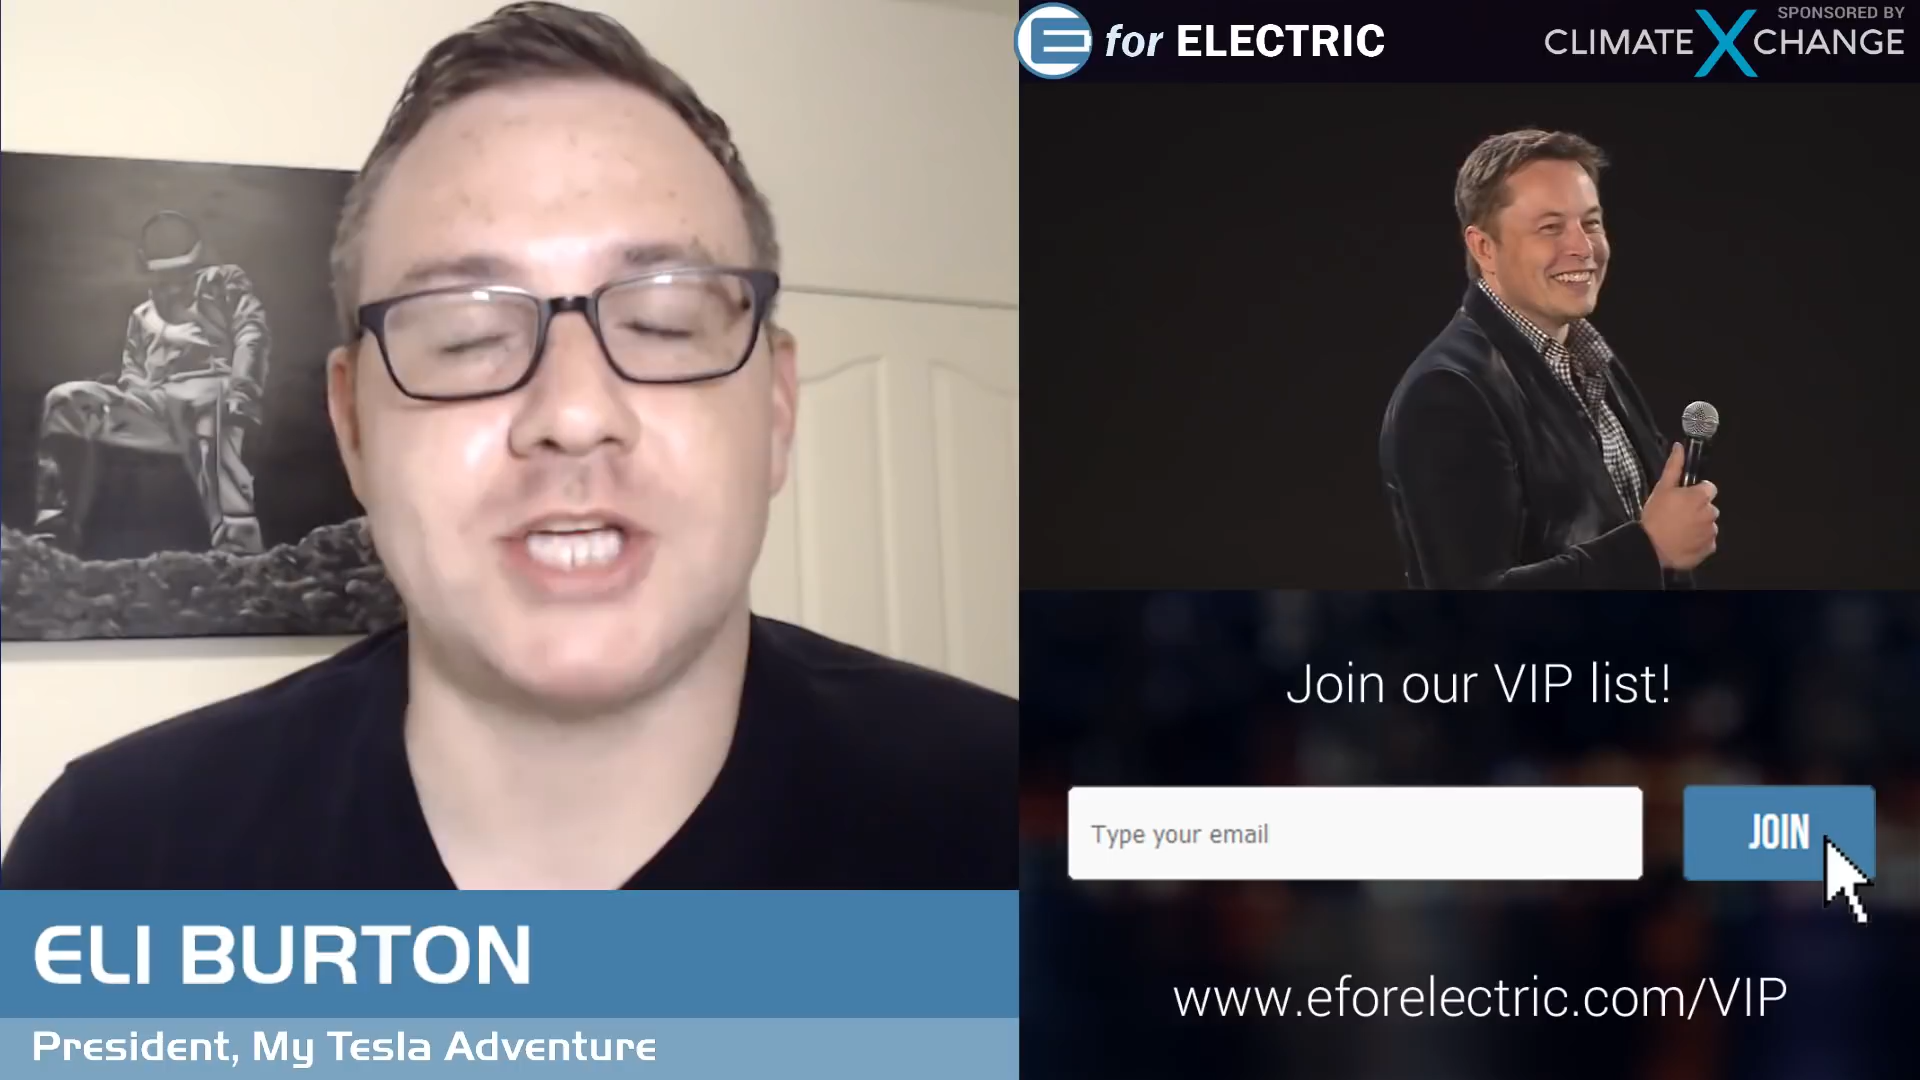 E for ELECTRIC
SPONSORED BY
CLIMATE XCHANGE
Join our VIP list!
Type your email
JOIN
www.eforelectric.com/VIP
ELI BURTON
President, My Tesla Adventure